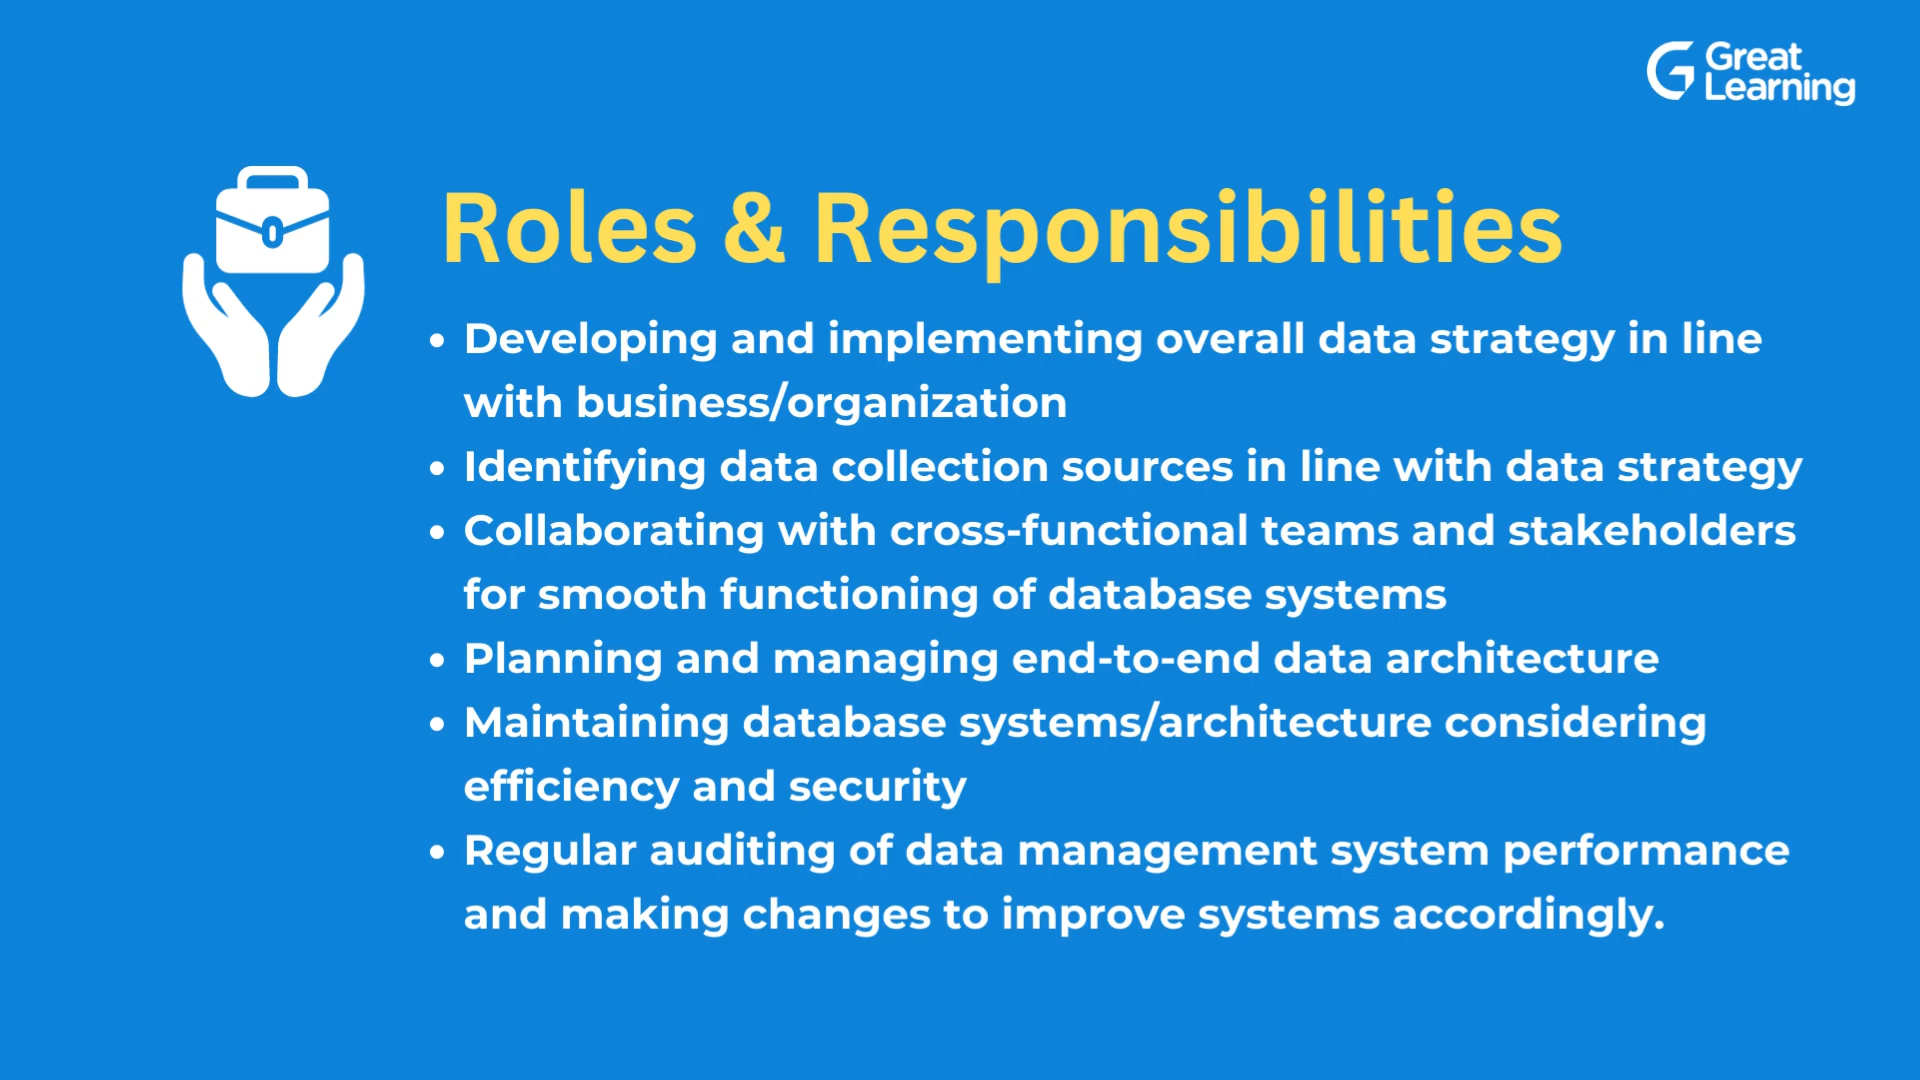 Great
Learning
Roles & Responsibilities
• Developing and implementing overall data strategy in line
with business/organization
• Identifying data collection sources in line with data strategy
• Collaborating with cross-functional teams and stakeholders
for smooth functioning of database systems
• Planning and managing end-to-end data architecture
• Maintaining database systems/architecture considering
efficiency and security
• Regular auditing of data management system performance
and making changes to improve systems accordingly.